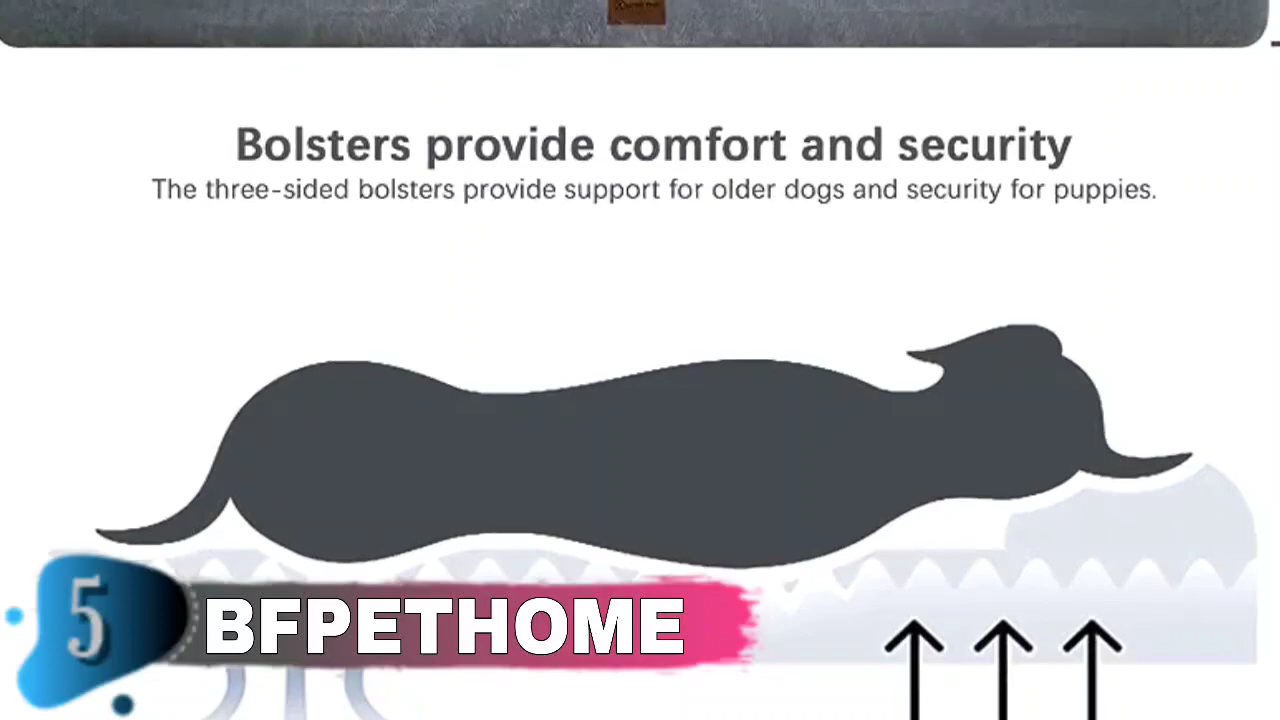 Bolsters provide comfort and security
The three-sided bolsters provide support for older dogs and security for puppies.
5
BFPETHOME